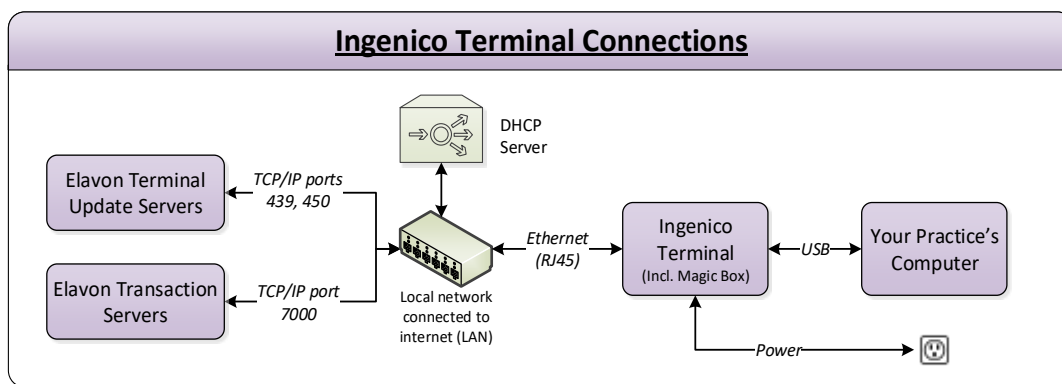 Ingenico Terminal Connections
DHCP
Server
Elavon Terminal
Update Servers
TCP/IP ports
439, 450
Elavon Transaction
Servers
TCP/IP port
7000
Local network
connected to
internet (LAN)
Ethernet
(RJ45)
Ingenico
Terminal
(Incl. Magic Box)
USB
Your Practice's
Computer
Power